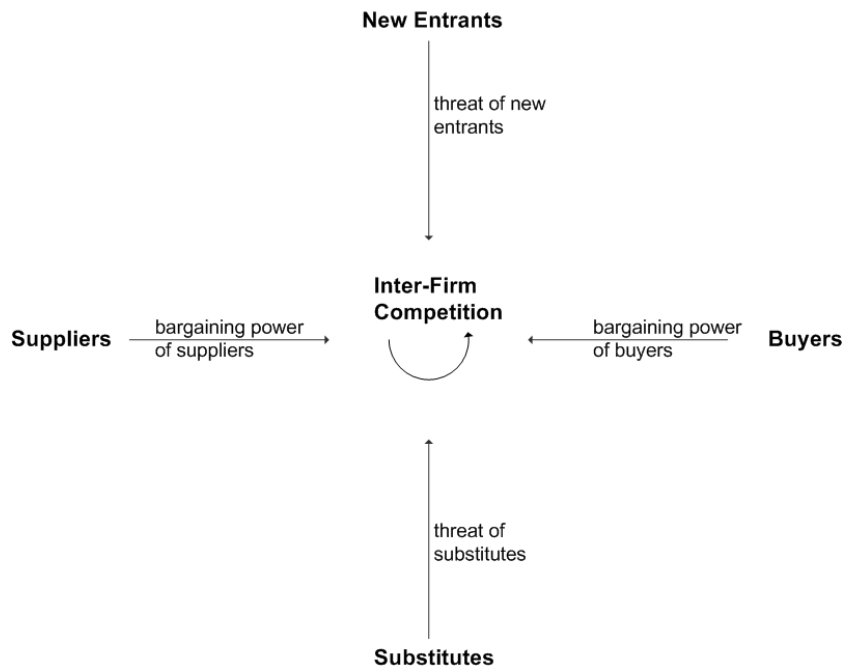 New Entrants
threat of new
entrants
Inter-Firm
Competition
Suppliers
bargaining power
of suppliers
bargaining power
of buyers
Buyers
threat of
substitutes
Substitutes